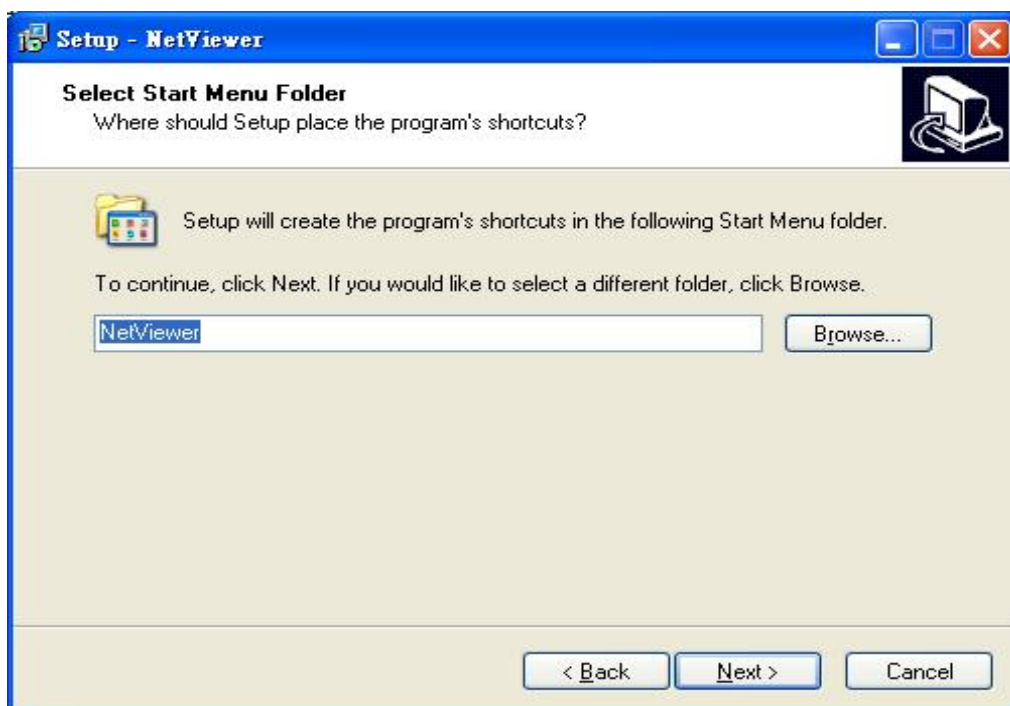 Setup - NetViewer
Select Start Menu Folder
Where should Setup place the program's shortcuts?
Setup will create the program's shortcuts in the following Start Menu folder.
To continue, click Next. If you would like to select a different folder, click Browse.
NetViewer
Browse...
< Back
Next >
Cancel